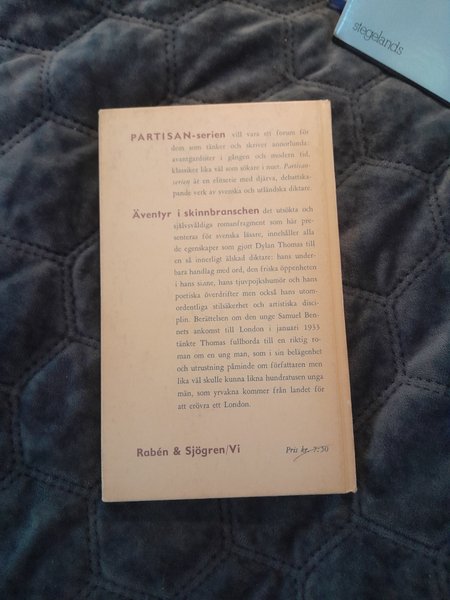 stegelands
PARTISAN-serien vill vara ett forum för
dem som tänker och skriver annorlunda:
avantgardister i gången och modern tid,
klassiker lika väl som sökare i nuet. Partisan-
serien är en elitserie med djärva, debattska-
pande verk av svenska och utländska diktare.
Äventyr i skinnbranschen det utsökta och
självsvåldiga romanfragment som här pre-
senteras för svenska läsare, innehåller alla
de egenskaper som gjort Dylan Thomas till
en så innerligt älskad diktare: hans under-
bara handlag med ord, den friska öppenheten
i hans sinne, hans tjuvpojkshumör och hans
poetiska överdrifter men också hans utom-
ordentliga stilsäkerhet och artistiska disci-
plin. Berättelsen om den unge Samuel Ben-
nets ankomst till London i januari 1933
tänkte Thomas fullborda till en riktig ro-
man om en ung man, som i sin belägenhet
och utrustning påminde om författaren men
lika väl skulle kunna likna hundratusen unga
män, som yrvakna kommer från landet för
att erövra ett London.
Rabén & Sjögren/Vi
Pris kr. 7:50